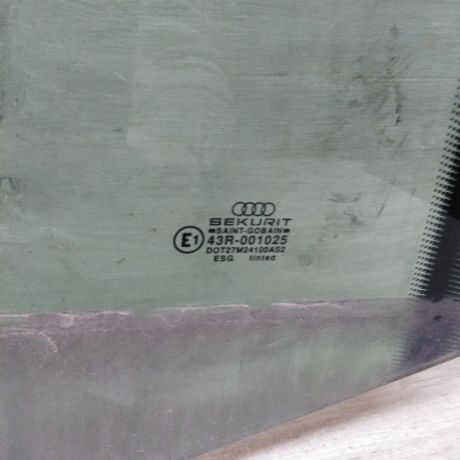 SEKURIT
SAINT-GOBAIN
E1 43R-001025
DOT27M24100AS2
ESG tinted